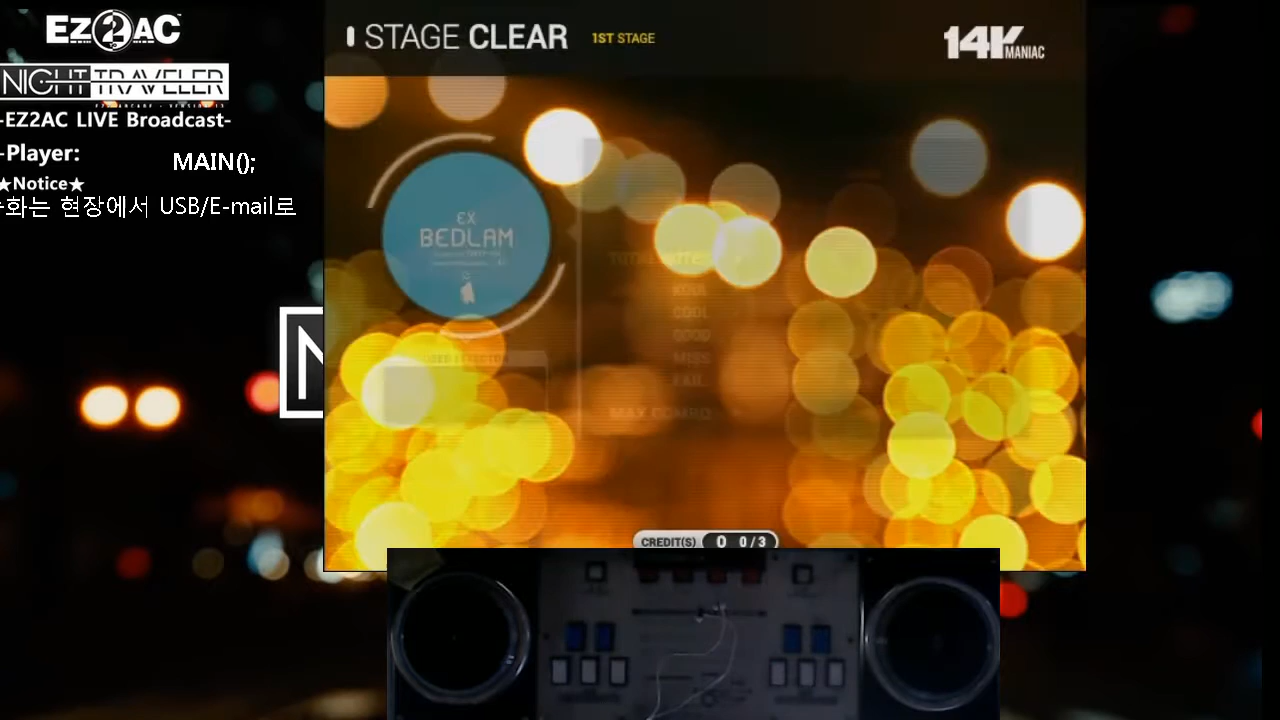 EZ2AC
NIGHT TRAVELER
-EZ2AC LIVE Broadcast-
-Player:
MAIN();
★Notice★
화는 현장에서 USB/E-mail로
STAGE CLEAR
1ST STAGE
14K MANIAC
EX
BEDLAM
TOTAL NOTES
KOOL
COOL
GOOD
MISS
FAIL
MAX COMBO
CREDIT(S) 0 0/3